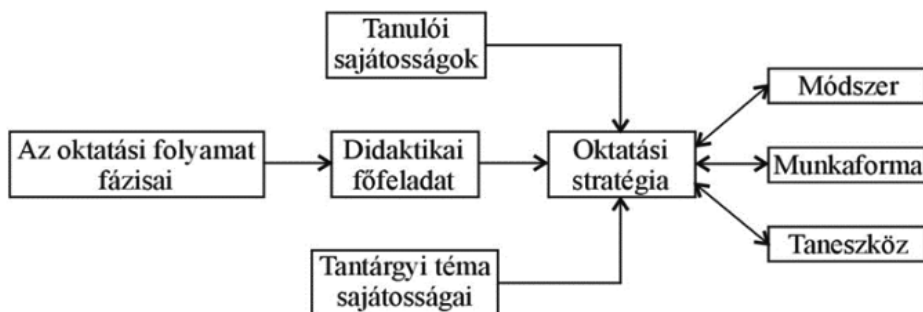 Tanulói
sajátosságok
Az oktatási folyamat
fázisai
Didaktikai
főfeladat
Oktatási
stratégia
Módszer
Munkaforma
Taneszköz
Tantárgyi téma
sajátosságai